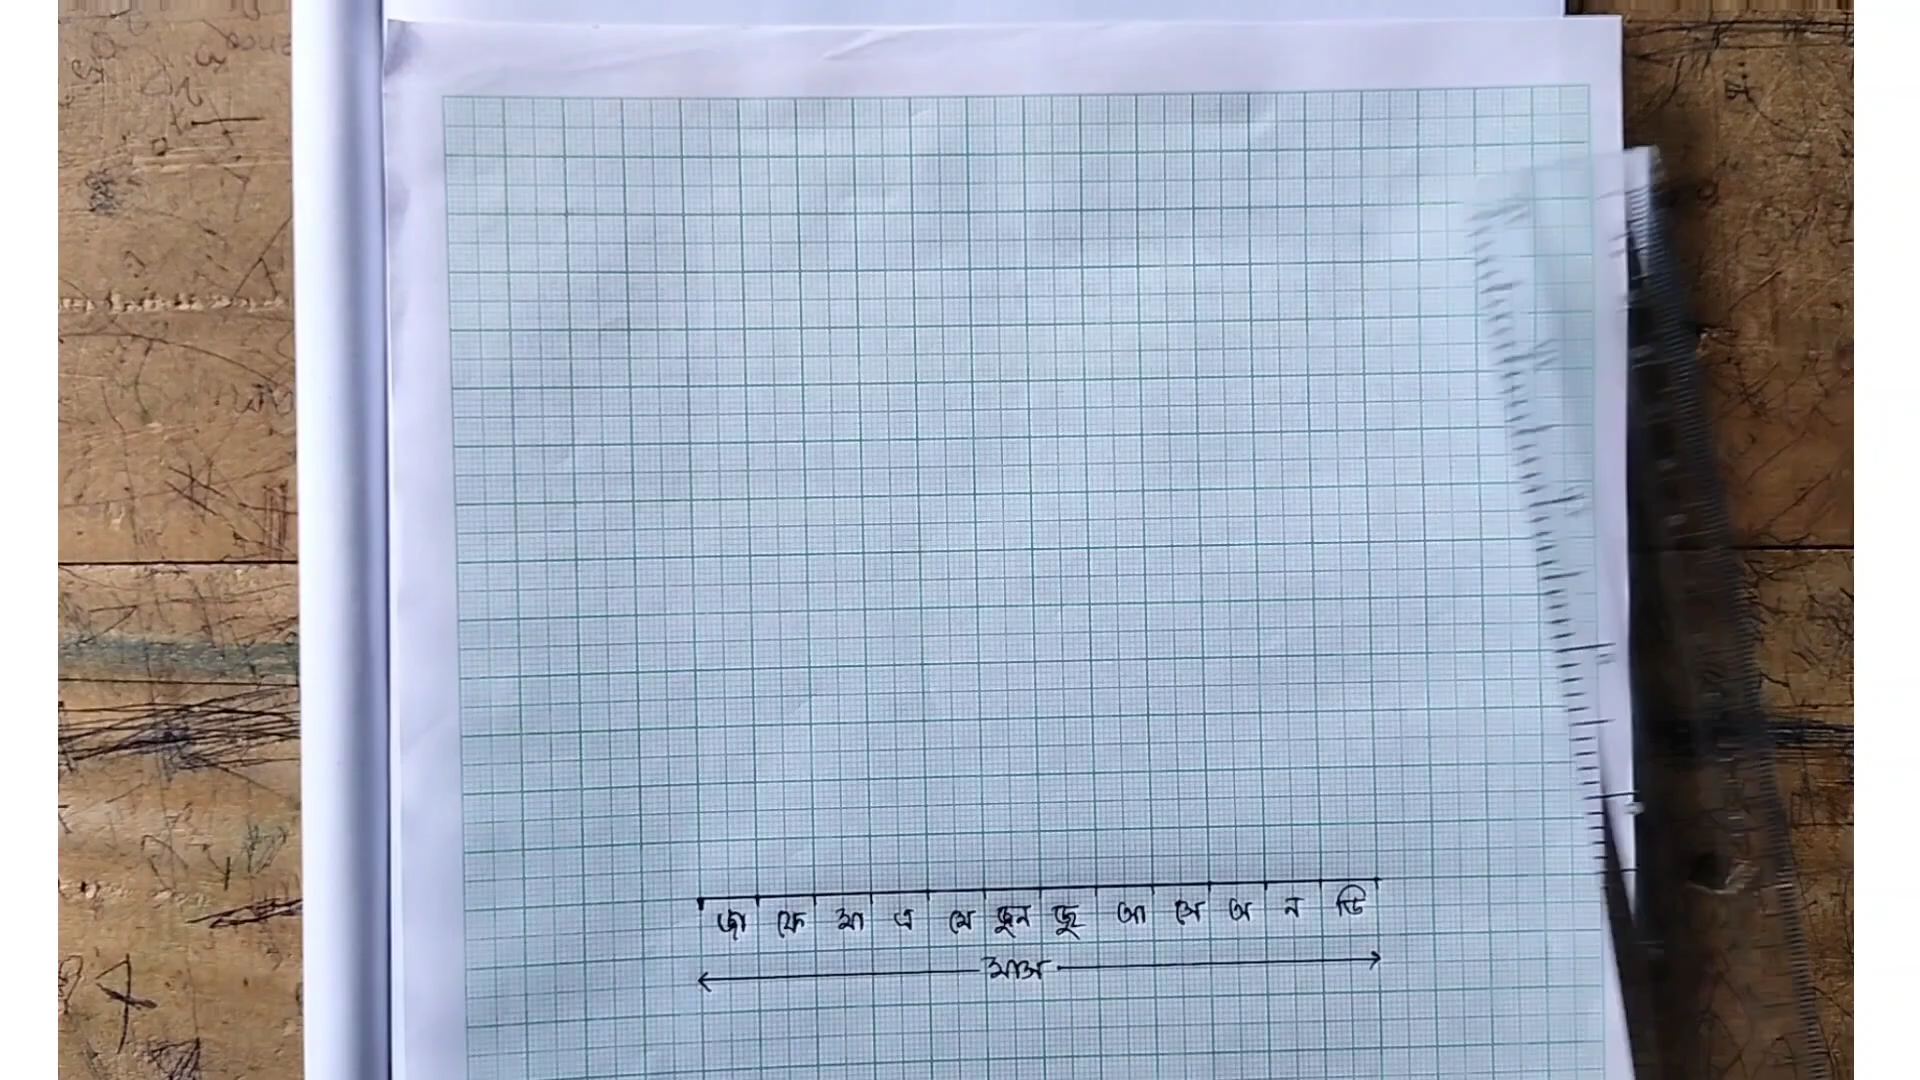 জা ফে মা এ মে জুন জু আ সে অ ন ডি
মাস